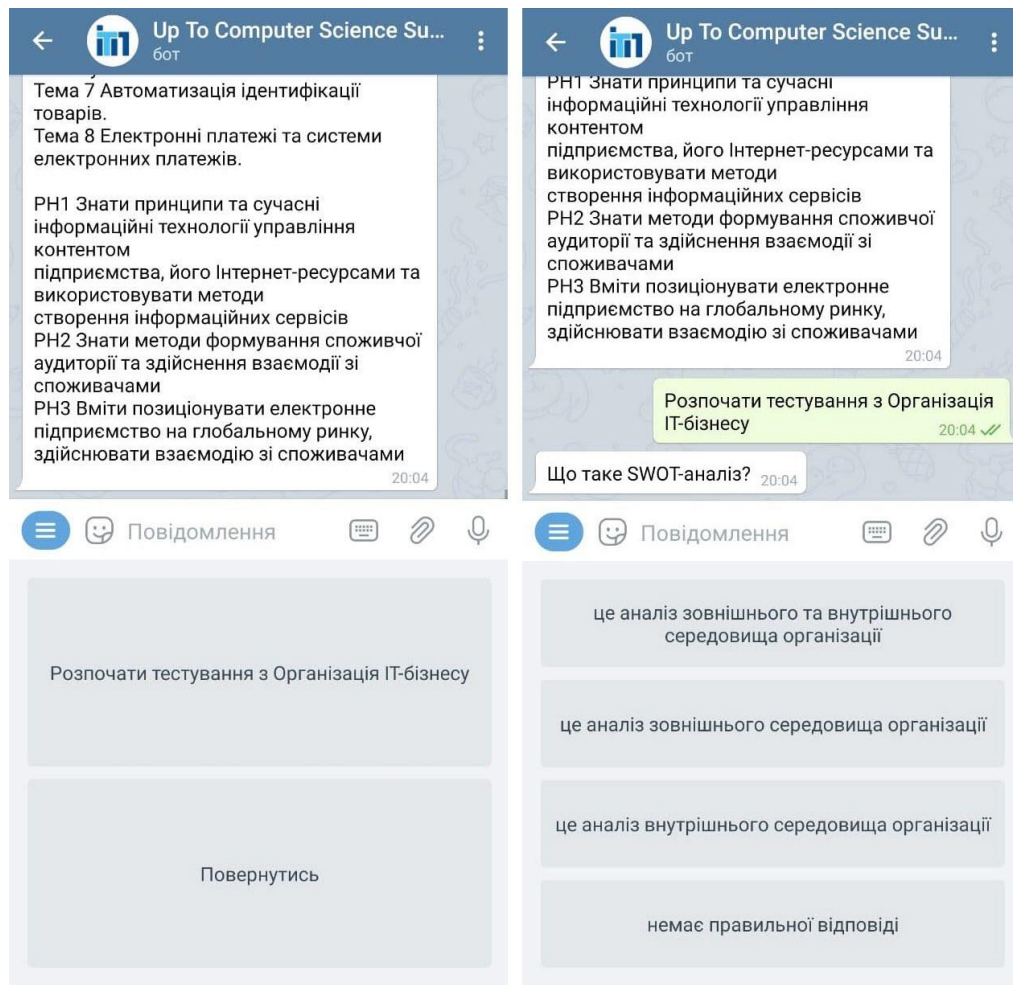 Up To Computer Science Su...
бот
Тема 7 Автоматизація ідентифікації
товарів.
Тема 8 Електронні платежі та системи
електронних платежів.
РН1 Знати принципи та сучасні
інформаційні технології управління
контентом
підприємства, його Інтернет-ресурсами та
використовувати методи
створення інформаційних сервісів
РН2 Знати методи формування споживчої
аудиторії та здійснення взаємодії зі
споживачами
РН3 Вміти позиціонувати електронне
підприємство на глобальному ринку,
здійснювати взаємодію зі споживачами
20:04
Повідомлення
Розпочати тестування з Організація ІТ-бізнесу
Повернутись
Up To Computer Science Su...
бот
РН1 Знати принципи та сучасні
інформаційні технології управління
контентом
підприємства, його Інтернет-ресурсами та
використовувати методи
створення інформаційних сервісів
РН2 Знати методи формування споживчої
аудиторії та здійснення взаємодії зі
споживачами
РН3 Вміти позиціонувати електронне
підприємство на глобальному ринку,
здійснювати взаємодію зі споживачами
20:04
Розпочати тестування з Організація
ІТ-бізнесу
20:04
Що таке SWOT-аналіз? 20:04
Повідомлення
це аналіз зовнішнього та внутрішнього
середовища організації
це аналіз зовнішнього середовища організації
це аналіз внутрішнього середовища організації
немає правильної відповіді